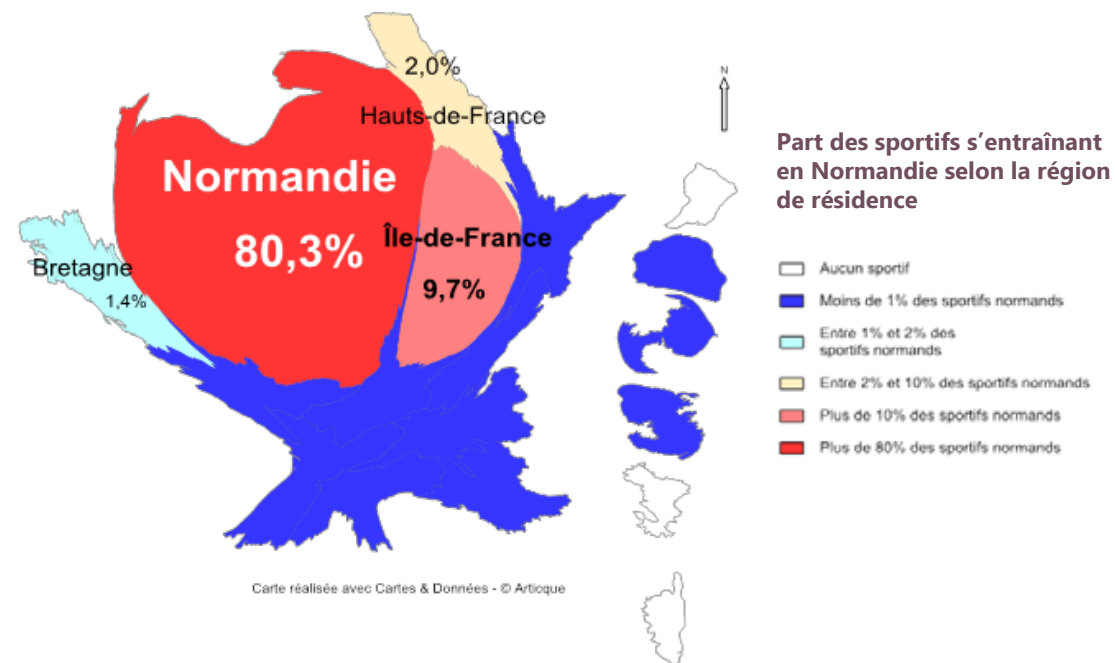 2,0%
Hauts-de-France
Normandie
80,3%
Île-de-France
9,7%
Bretagne
1,4%
N
Part des sportifs s’entraînant
en Normandie selon la région
de résidence
Aucun sportif
Moins de 1% des sportifs normands
Entre 1% et 2% des
sportifs normands
Entre 2% et 10% des sportifs normands
Plus de 10% des sportifs normands
Plus de 80% des sportifs normands
Carte réalisée avec Cartes & Données - © Articque